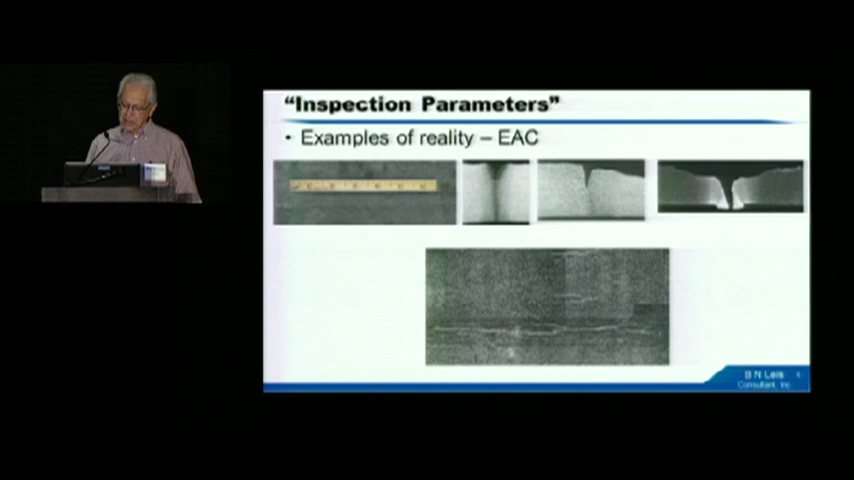 “Inspection Parameters”
• Examples of reality – EAC
B N Leis
Consultant, Inc